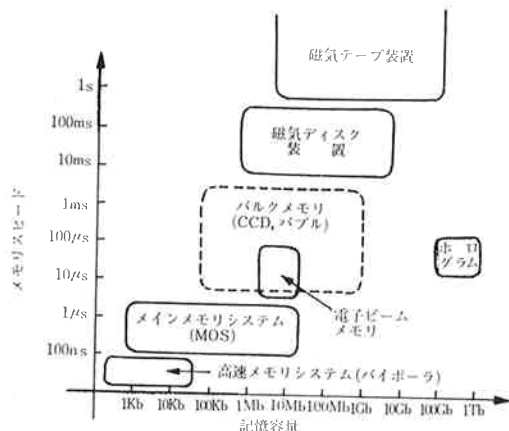 磁気テープ装置
1s
100ms
磁気ディスク
装　置
10ms
1ms
バルクメモリ
(CCD, バブル)
100μs
ホロ
グラム
10μs
電子ビーム
メモリ
1μs
メインメモリシステム
(MOS)
100ns
高速メモリシステム(バイポーラ)
メモリスピード
1Kb 10Kb 100Kb 1Mb 10Mb 100Mb 1Gb 10Gb 100Gb 1Tb
記憶容量